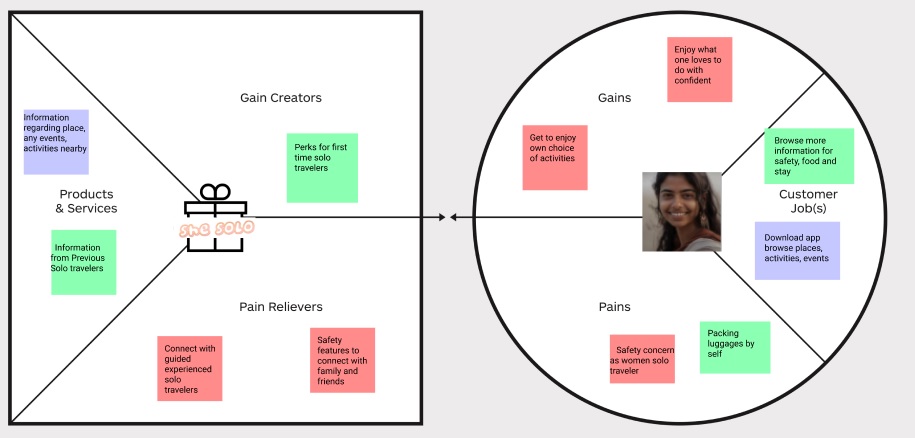 Gain Creators
Perks for first
time solo
travelers
Information
regarding place,
any events,
activities nearby
Products
& Services
Information
from Previous
Solo travelers
She SOLO
Pain Relievers
Connect with
guided
experienced
solo
travelers
Safety
features to
connect with
family and
friends
Gains
Enjoy what
one loves to
do with
confident
Get to enjoy
own choice
of activities
Browse more
information for
safety, food and
stay
Customer
Job(s)
Download app
browse places,
activities, events
Pains
Safety concern
as women solo
traveler
Packing
luggages by
self